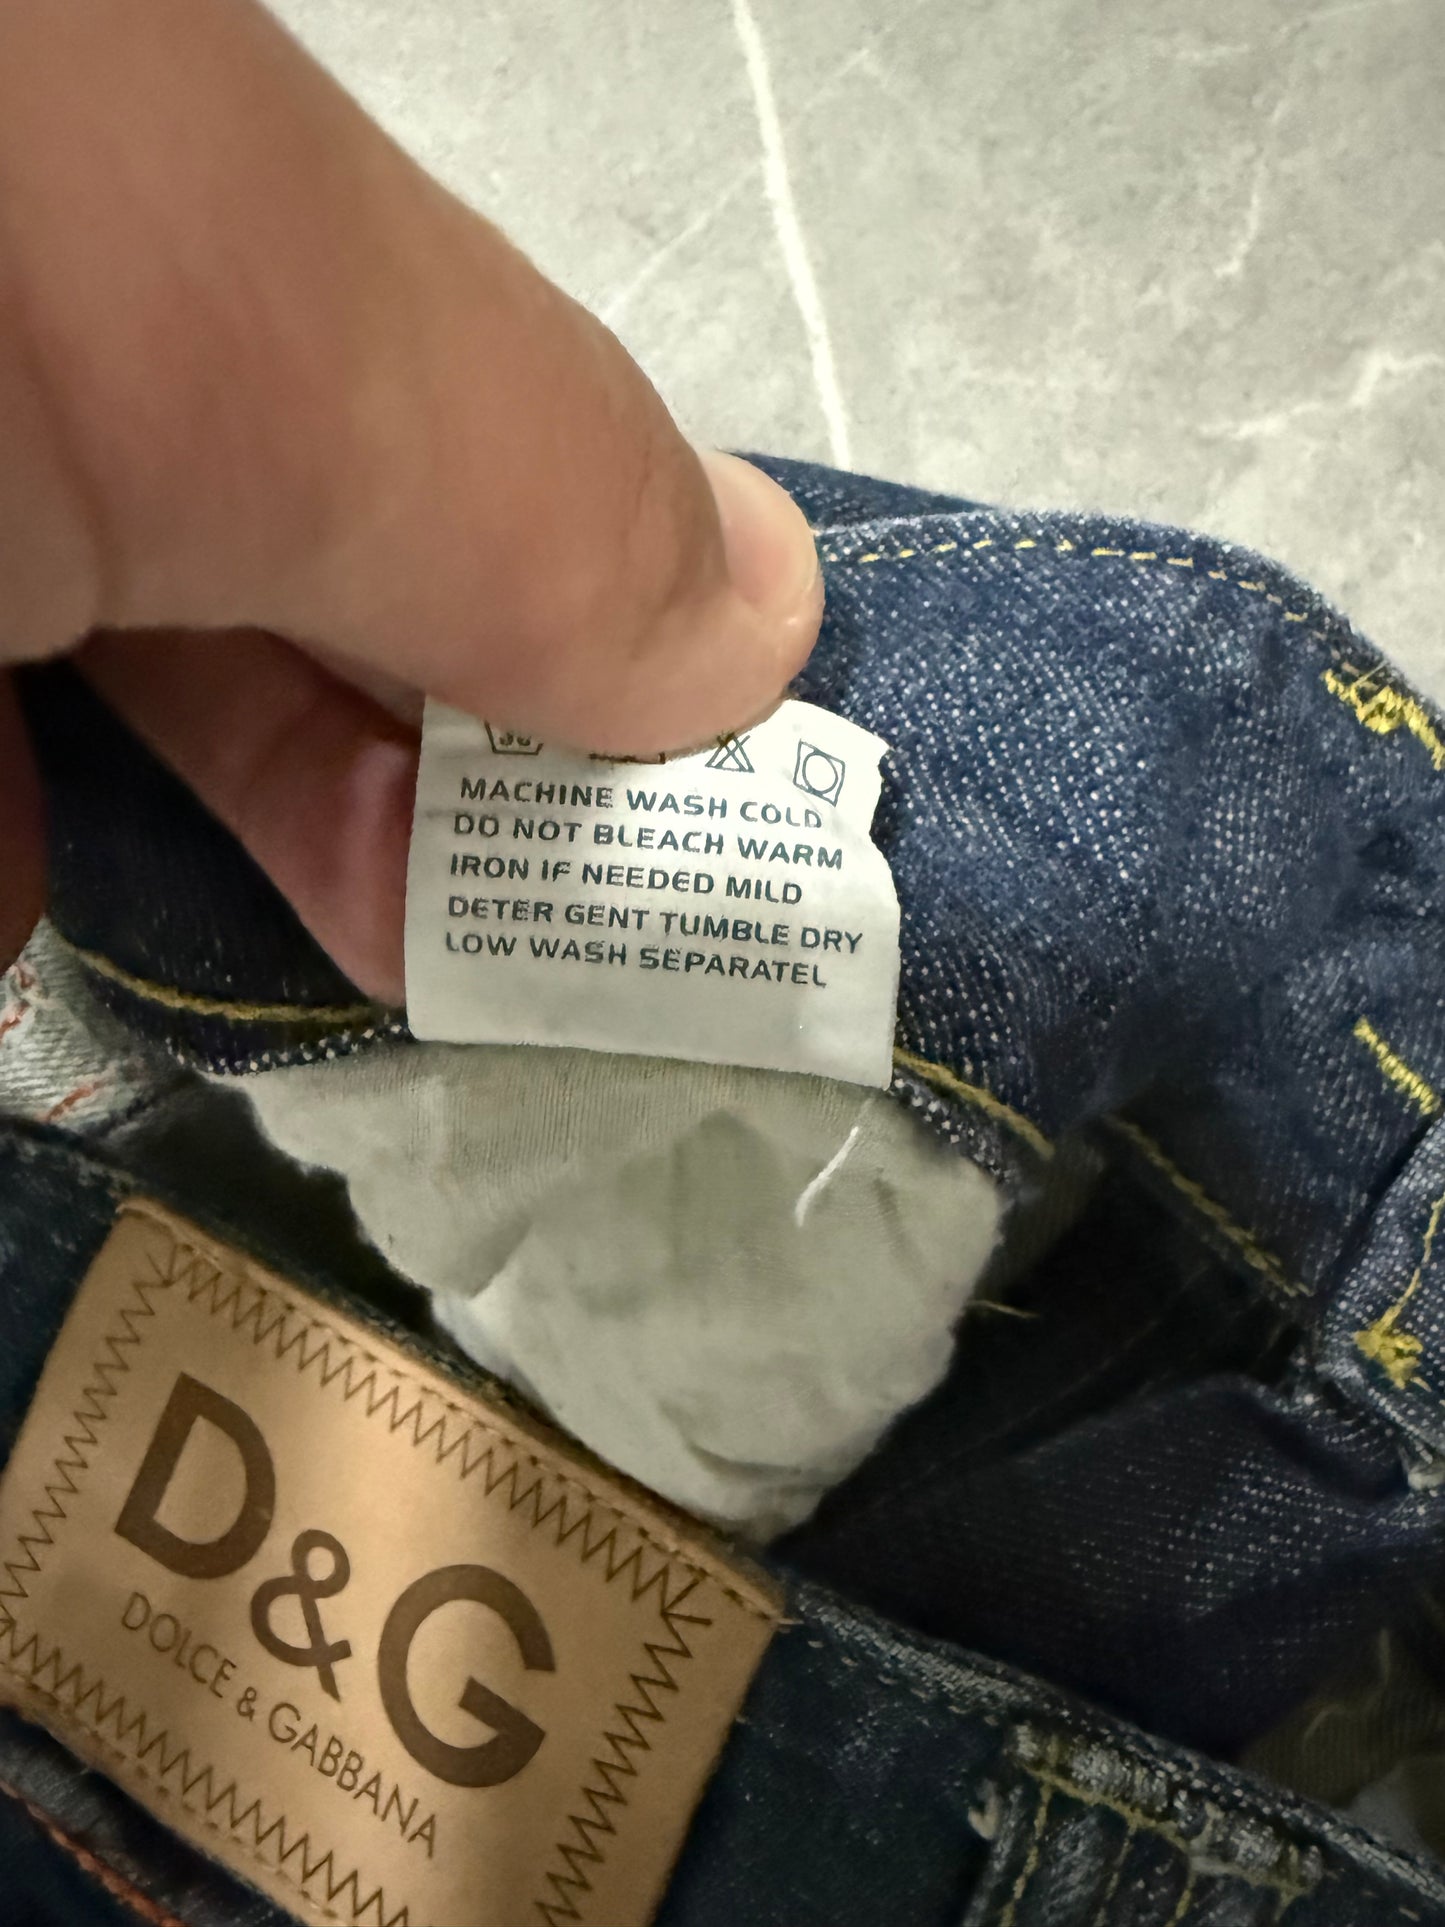 30
MACHINE WASH COLD
DO NOT BLEACH WARM
IRON IF NEEDED MILD
DETER GENT TUMBLE DRY
LOW WASH SEPARATEL
D&G
DOLCE & GABBANA